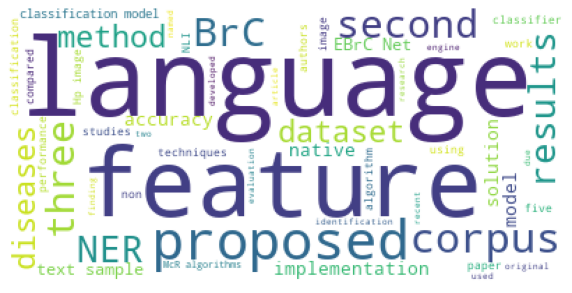 classification model
classifier
method
BrC
second
image
NLI
named
authors
work
EBrC Net
compared
classification
Hp image
developed
article
research
engine
language
results
accuracy
dataset
performance
diseases
three
studies
two
techniques
native
using
solution
model
algorithm
finding
non
evaluation
feature
recent
due
five
identification
NER
proposed
corpus
text sample
McR algorithms
implementation
paper
original
used